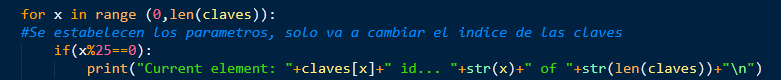 for x in range (0,len(claves)):
#Se estabelecen los parametros, solo va a cambiar el indice de las claves
if(x%25==0):
print("Current element: "+claves[x]+" id... "+str(x)+" of "+str(len(claves))+"\n")